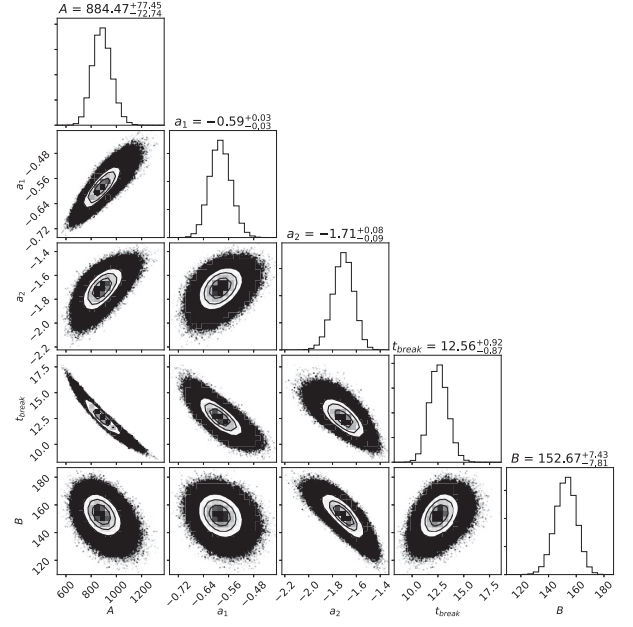 A = 884.47 +77.45 −72.74
a1 = −0.59 +0.03 −0.03
−0.48
−0.56
−0.64
−0.72
a1
a2 = −1.71 +0.08 −0.09
−1.4
−1.6
−1.8
−2.0
−2.2
a2
tbreak = 12.56 +0.92 −0.87
17.5
15.0
12.5
10.0
tbreak
B = 152.67 +7.43 −7.81
180
160
140
120
B
600 800 1000 1200 −0.72 −0.64 −0.56 −0.48 −2.2 −2.0 −1.8 −1.6 −1.4 10.0 12.5 15.0 17.5 120 140 160 180
A a1 a2 tbreak B